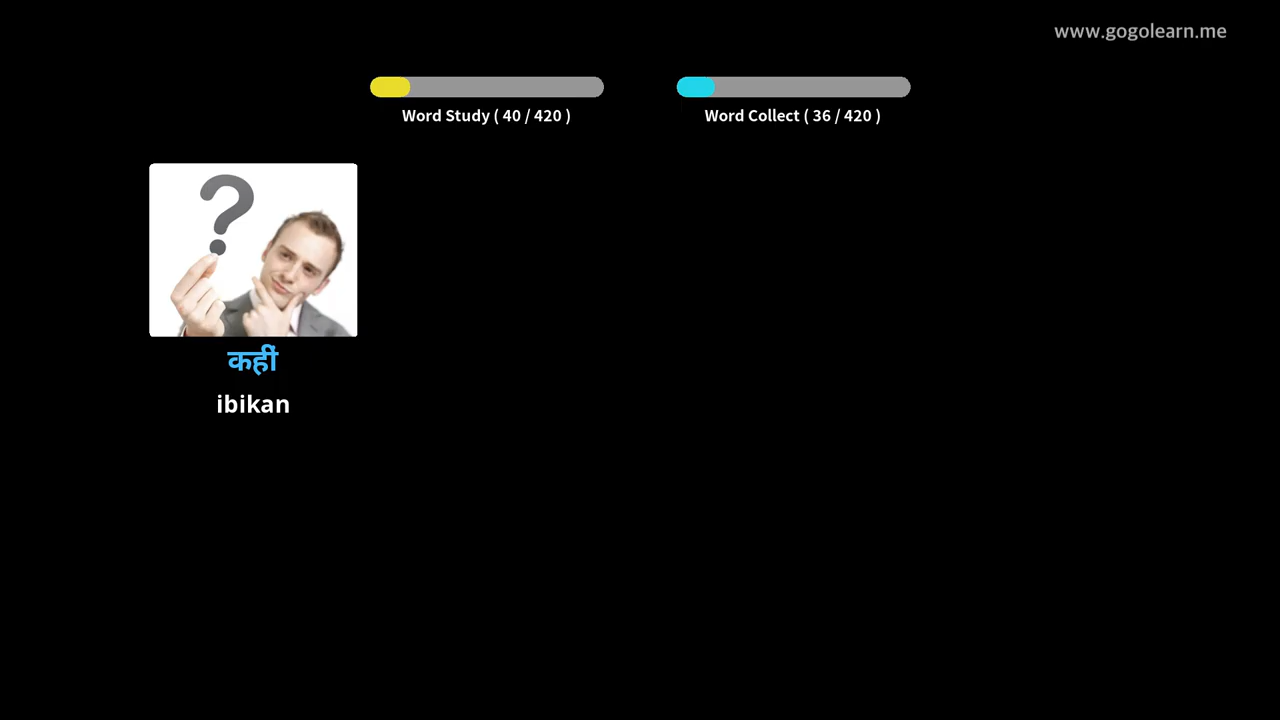 www.gogolearn.me
Word Study ( 40 / 420 )
Word Collect ( 36 / 420 )
?
कहीं
ibikan